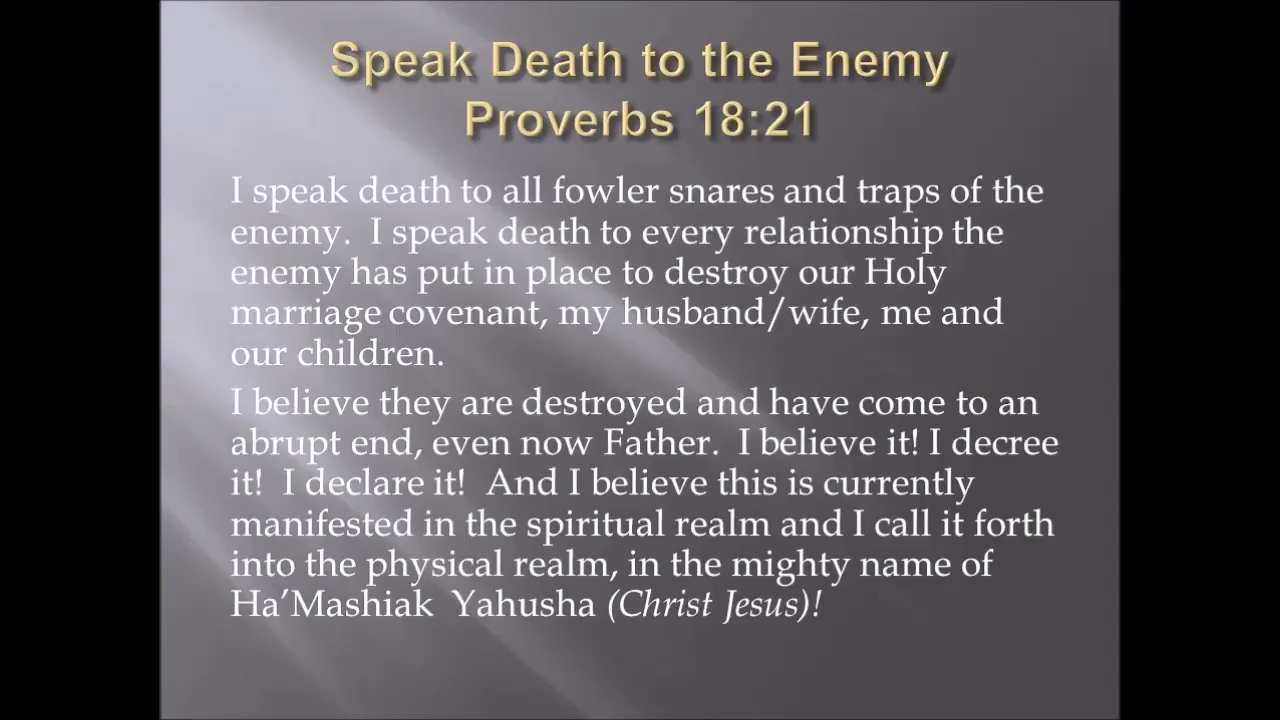 Speak Death to the Enemy
Proverbs 18:21
I speak death to all fowler snares and traps of the
enemy.  I speak death to every relationship the
enemy has put in place to destroy our Holy
marriage covenant, my husband/wife, me and
our children.
I believe they are destroyed and have come to an
abrupt end, even now Father.  I believe it! I decree
it!  I declare it!  And I believe this is currently
manifested in the spiritual realm and I call it forth
into the physical realm, in the mighty name of
Ha’Mashiak  Yahusha (Christ Jesus)!